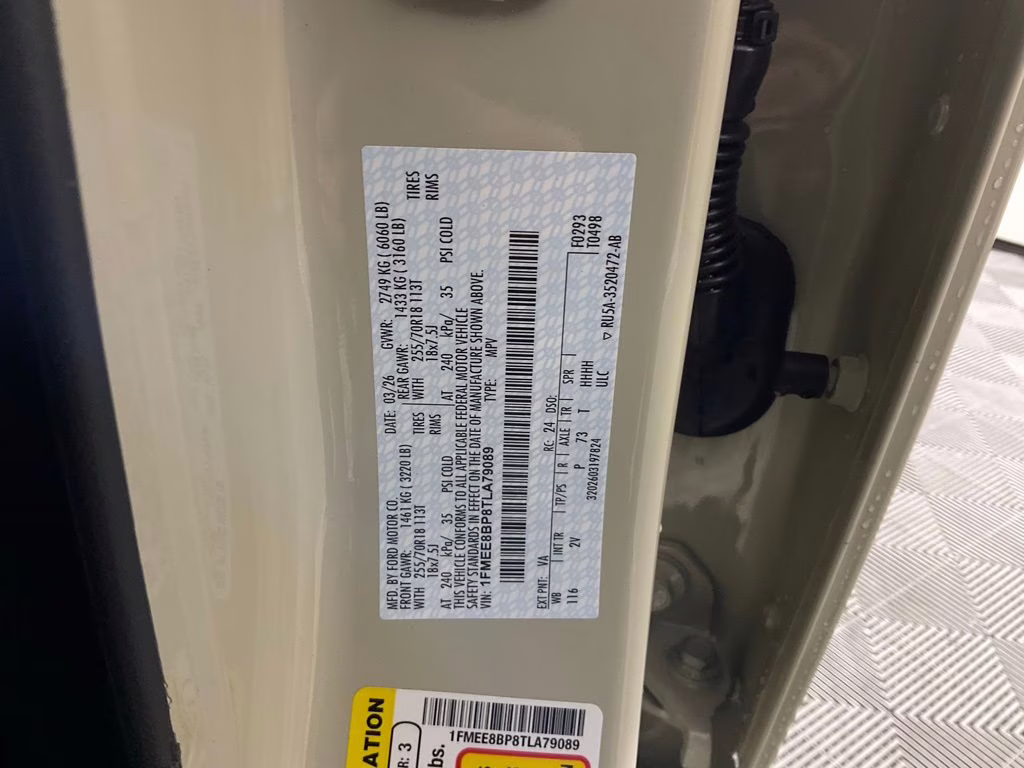 MFD. BY FORD MOTOR CO. DATE: 03/26 GVWR: 2749 KG ( 6060 LB)
FRONT GAWR: 1461 KG ( 3220 LB) REAR GAWR: 1433 KG ( 3160 LB)
WITH 255/70R18 113T TIRES WITH 255/70R18 113T TIRES
18x7.5J RIMS 18x7.5J RIMS
AT 240 kPa/ 35 PSI COLD AT 240 kPa/ 35 PSI COLD
THIS VEHICLE CONFORMS TO ALL APPLICABLE FEDERAL MOTOR VEHICLE
SAFETY STANDARDS IN EFFECT ON THE DATE OF MANUFACTURE SHOWN ABOVE.
VIN: 1FMEE8BP8TLA79089 TYPE: MPV
EXT PNT: VA RC: 24 DSO: F0293
WB INT TR TP/PS R AXLE TR SPR T0498
116 2V P 73 T HHHH
ULC
3202603197824 RU5A-3520472-AB
1FMEE8BP8TLA79089
ATION
R: 3
bs.